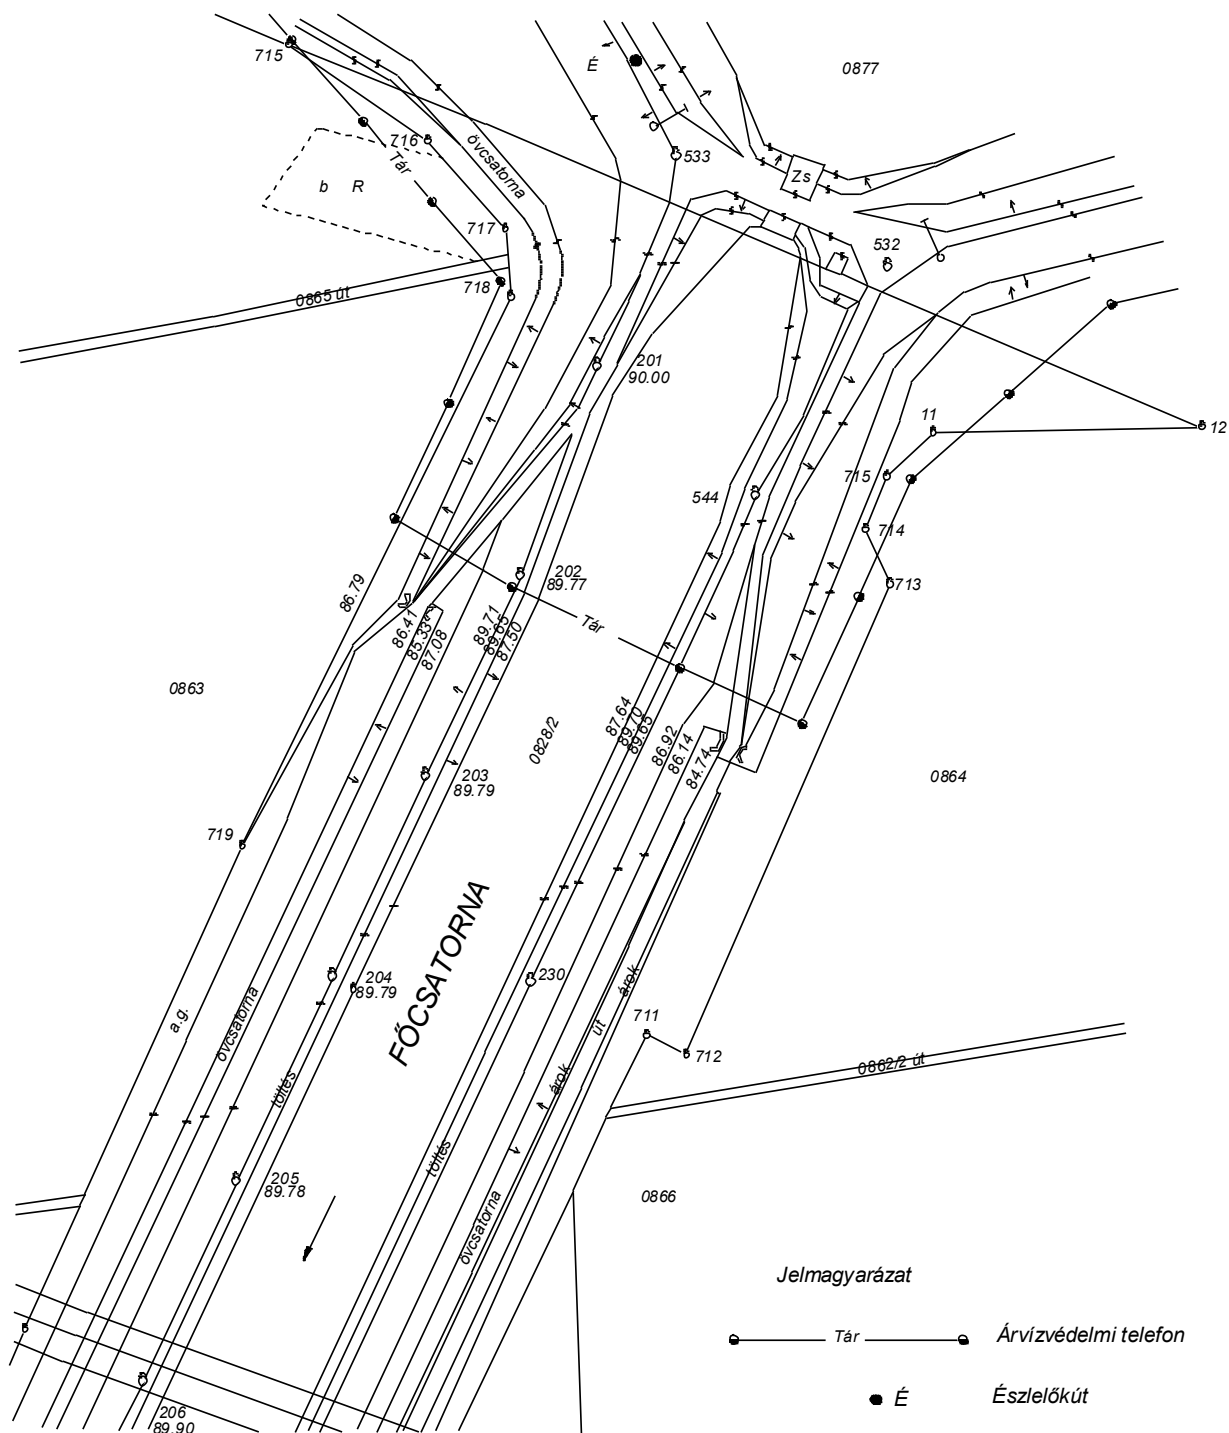 715
É
0877
716
övcsatorna
533
Tár
b R
Zs
717
532
718
0865 út
201
90.00
11
12
715
544
714
202
89.77
713
86.79
Tár
86.41
85.33
87.08
89.71
89.65
87.50
0863
0828/2
87.64
89.70
89.65
86.92
86.14
84.74
203
89.79
0864
719
FŐCSATORNA
204
89.79
230
árok
a.g.
övcsatorna
út
711
712
töltés
árok
0862/2 út
töltés
205
89.78
övcsatorna
0866
Jelmagyarázat
Tár
Árvízvédelmi telefon
É
Észlelőkút
206
89.90